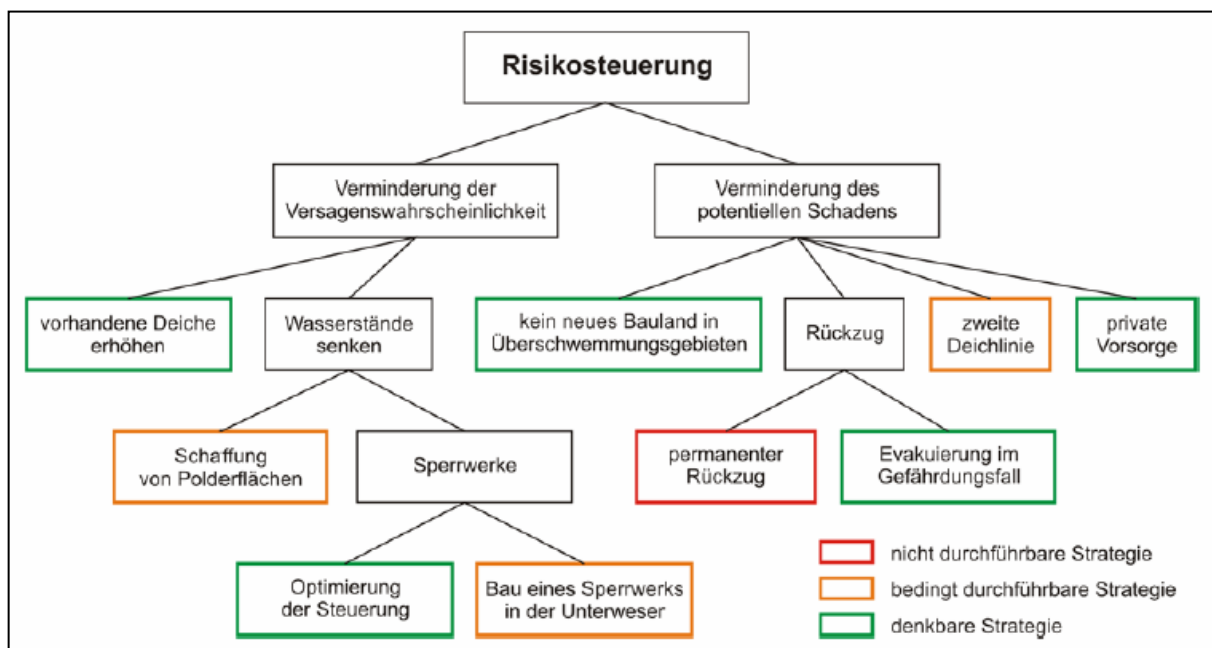 Risikosteuerung
Verminderung der
Versagenswahrscheinlichkeit
Verminderung des
potentiellen Schadens
vorhandene Deiche
erhöhen
Wasserstände
senken
kein neues Bauland in
Überschwemmungsgebieten
Rückzug
zweite
Deichlinie
private
Vorsorge
Schaffung
von Polderflächen
Sperrwerke
permanenter
Rückzug
Evakuierung im
Gefährdungsfall
Optimierung
der Steuerung
Bau eines Sperrwerks
in der Unterweser
nicht durchführbare Strategie
bedingt durchführbare Strategie
denkbare Strategie